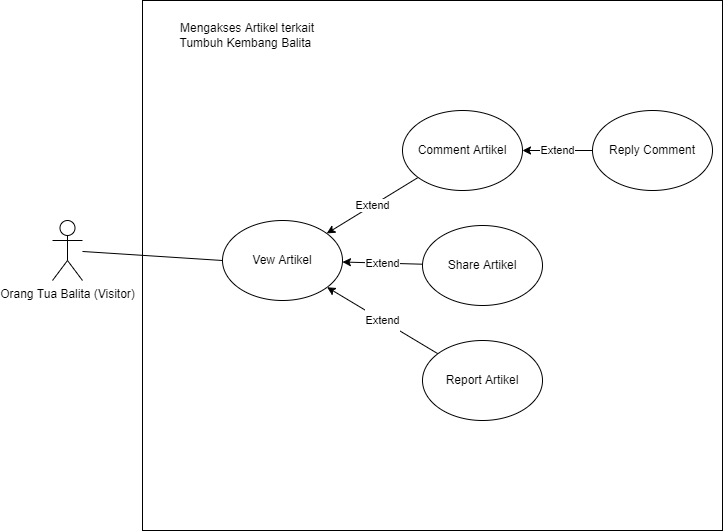 Mengakses Artikel terkait
Tumbuh Kembang Balita
Comment Artikel
Extend
Reply Comment
Extend
Vew Artikel
Extend
Share Artikel
Orang Tua Balita (Visitor)
Extend
Report Artikel